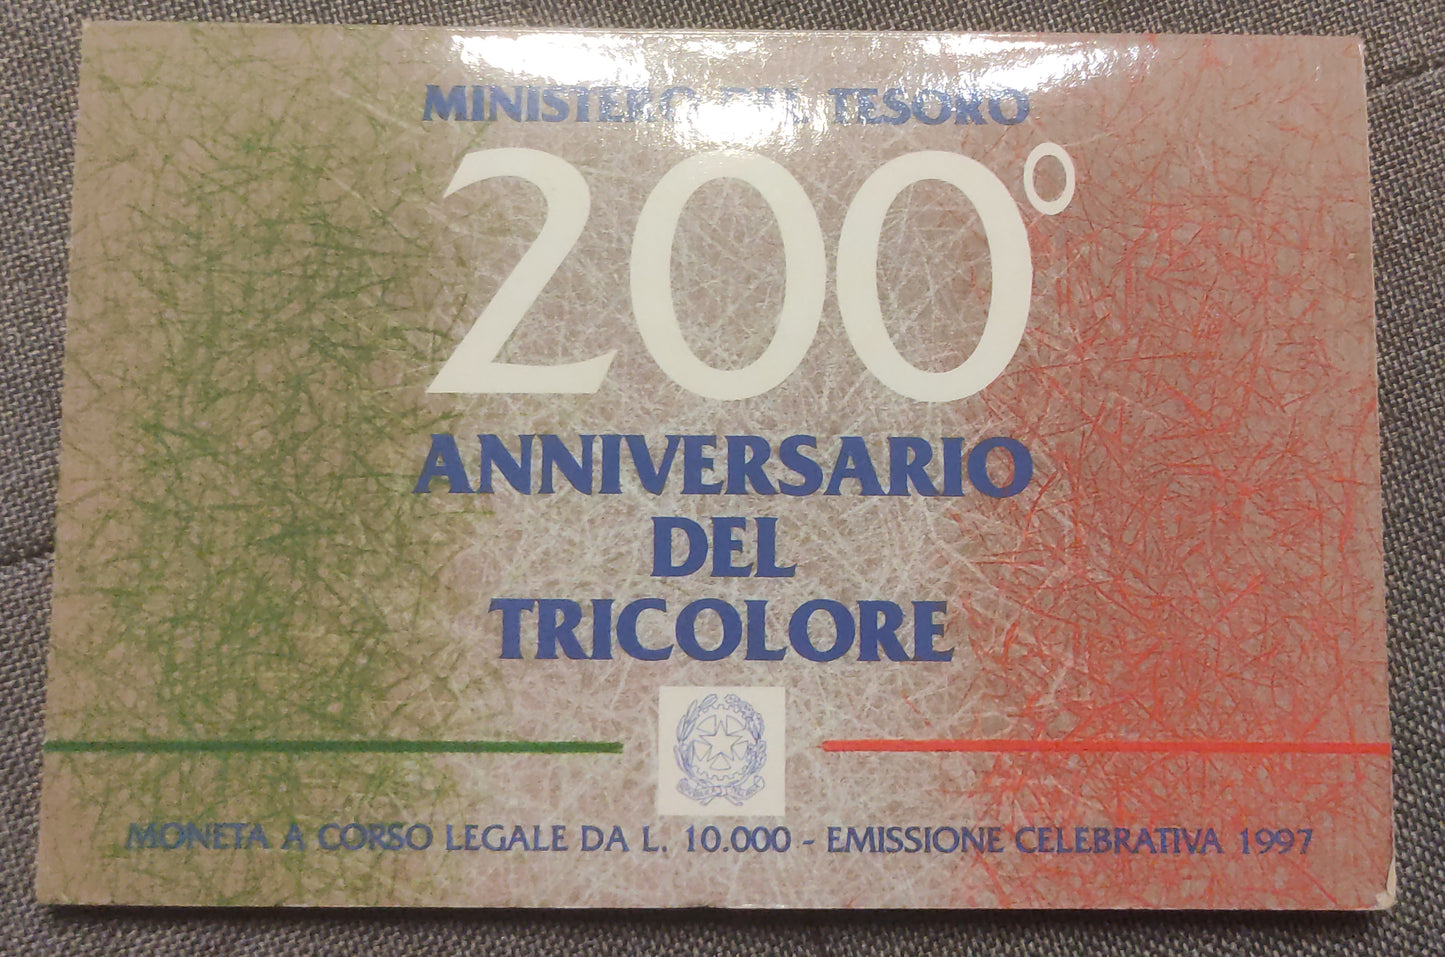 MINISTERO DEL TESORO
200°
ANNIVERSARIO
DEL
TRICOLORE
MONETA A CORSO LEGALE DA L. 10.000 - EMISSIONE CELEBRATIVA 1997